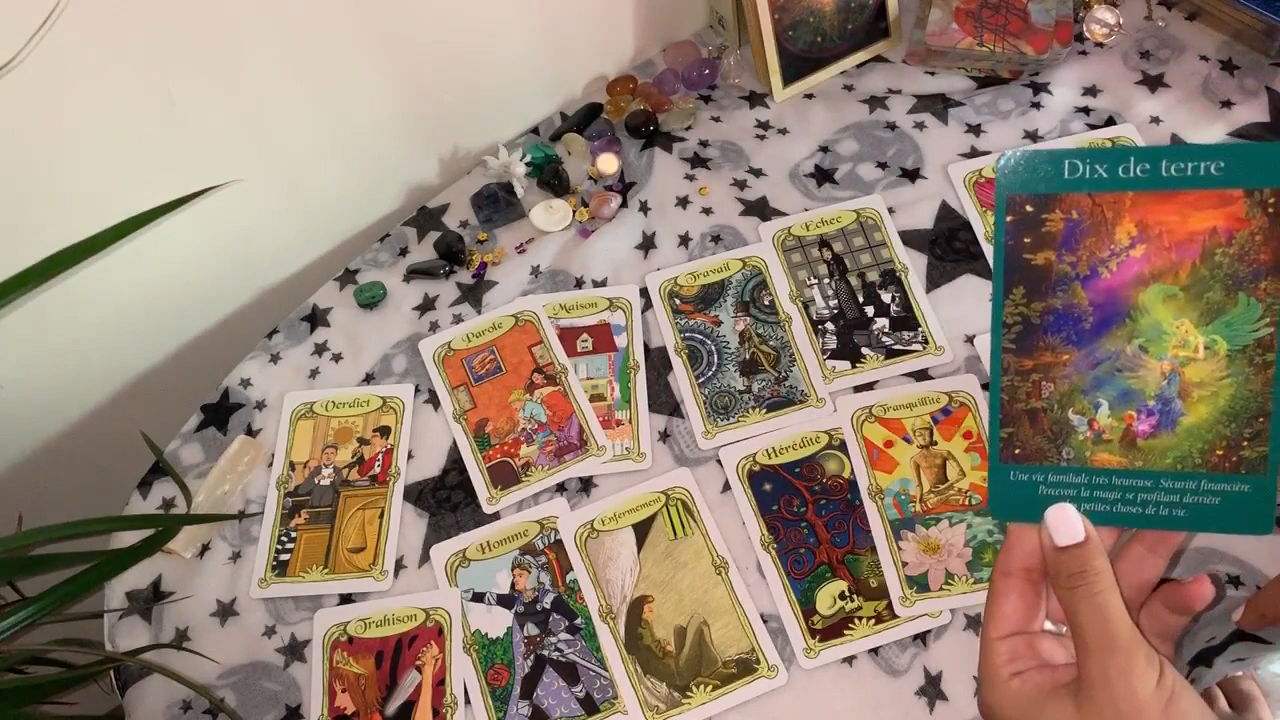 Dix de terre
Une vie familiale très heureuse. Sécurité financière.
Percevoir la magie se profilant derrière
petites choses de la vie.
Échec
Travail
Maison
Parole
Verdict
Tranquillité
Hérédité
Enfermement
Homme
Trahison